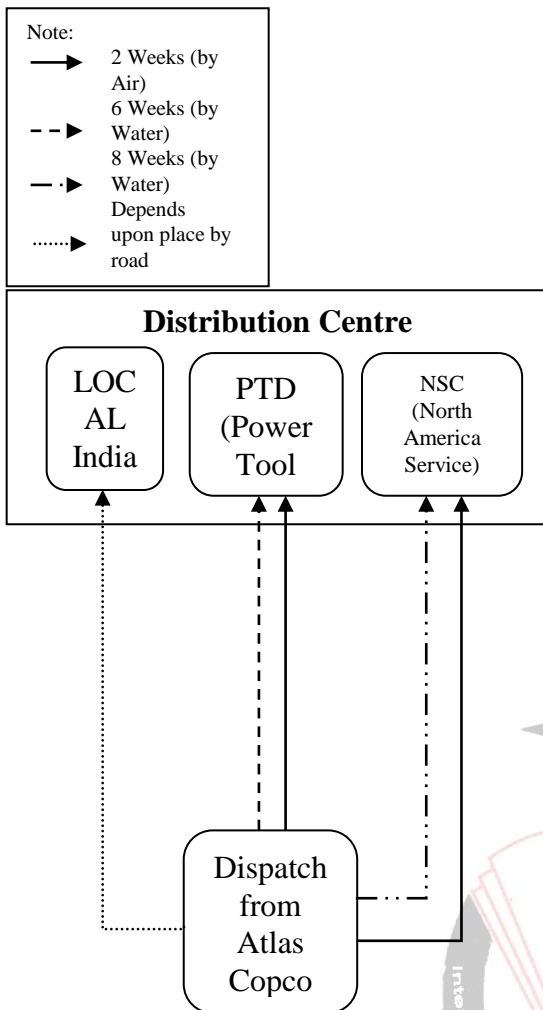 Note:
2 Weeks (by
Air)
6 Weeks (by
Water)
8 Weeks (by
Water)
Depends
upon place by
road
Distribution Centre
LOC
AL
India
PTD
(Power
Tool
NSC
(North
America
Service)
Dispatch
from
Atlas
Copco
Inte